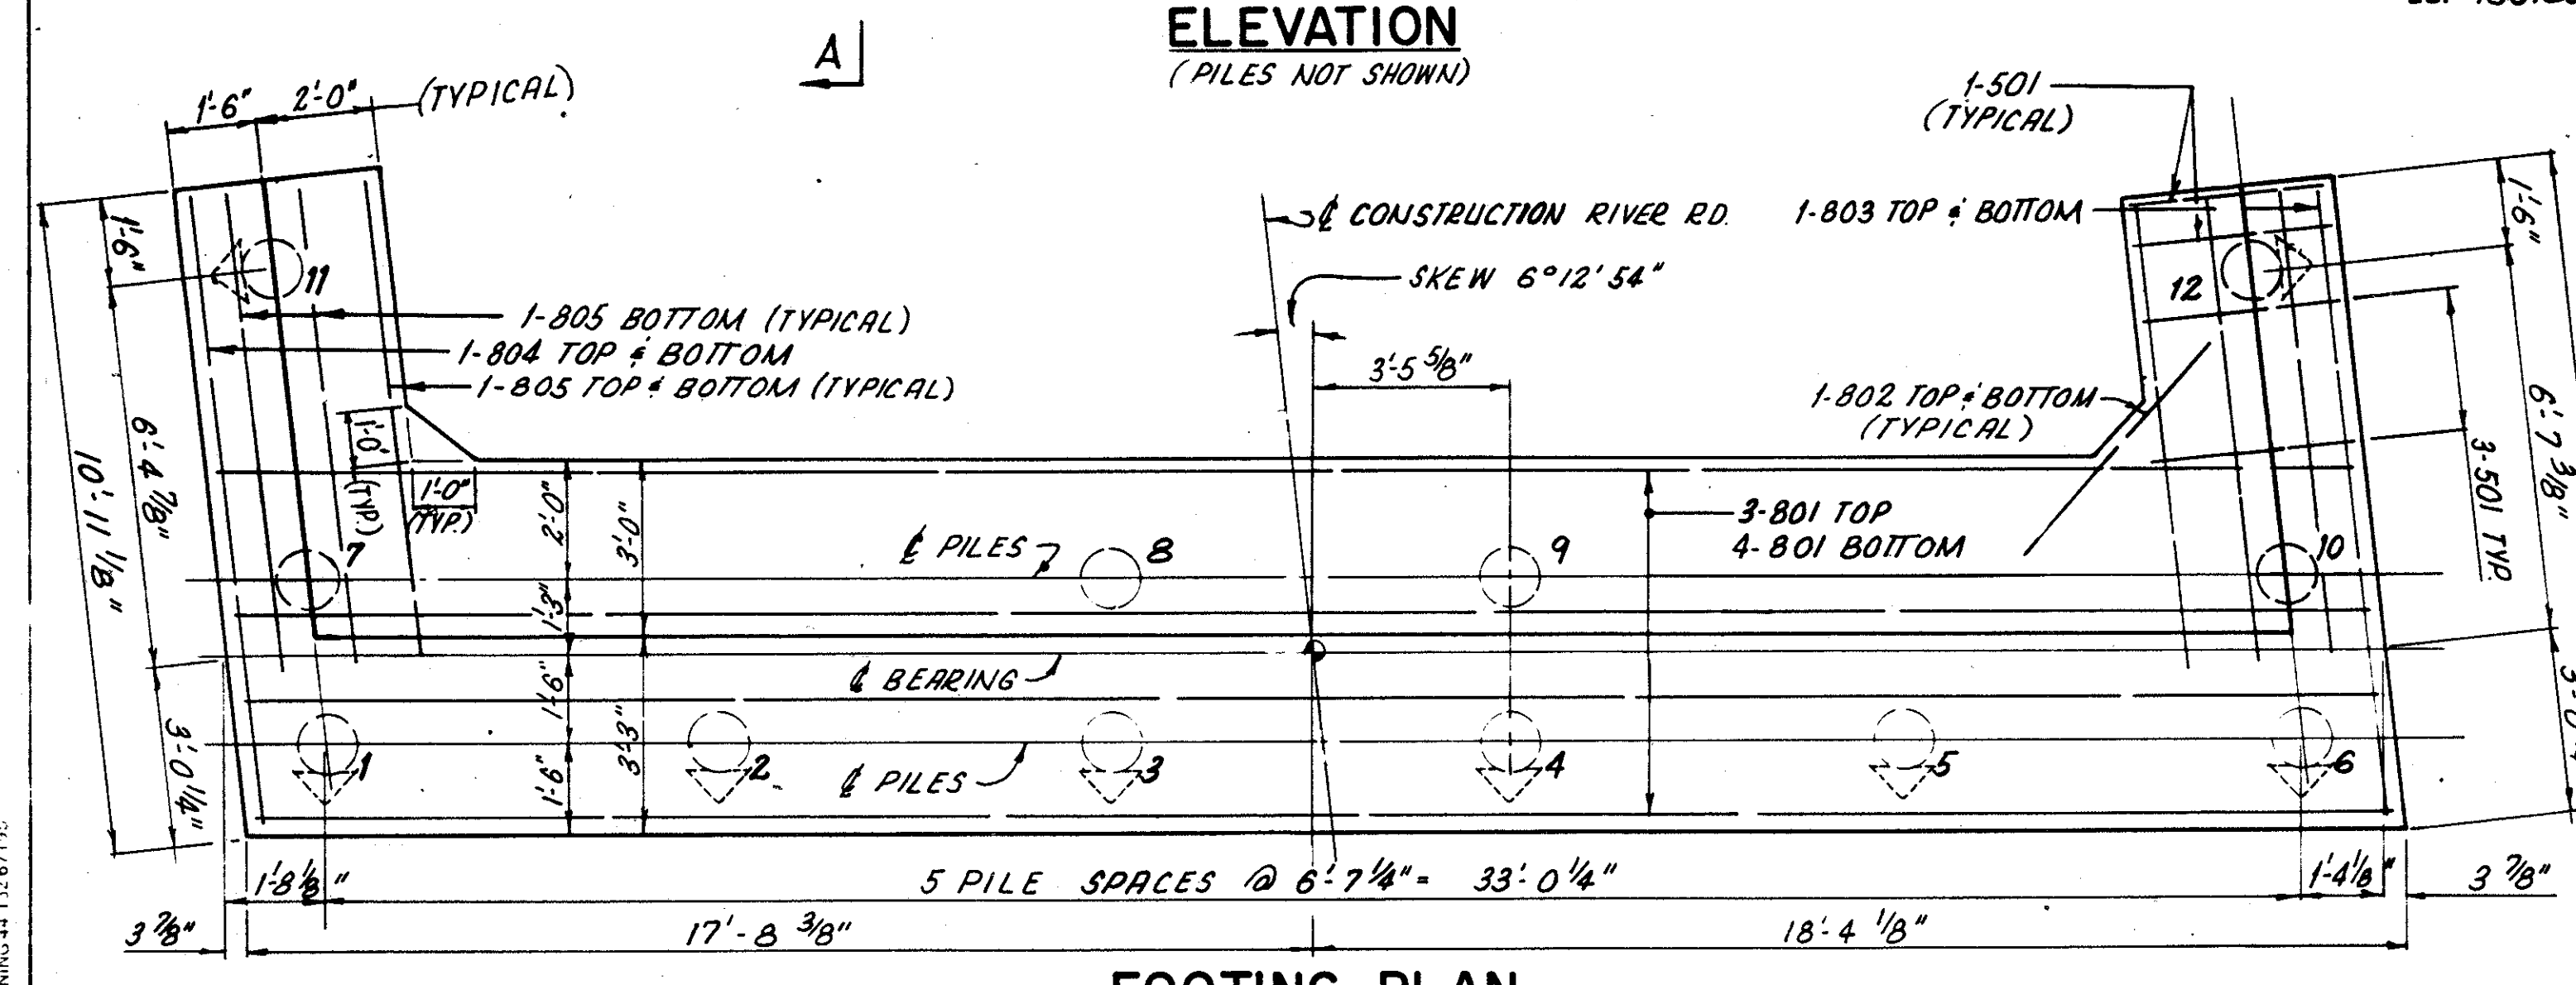 ELEVATION
(PILES NOT SHOWN)
A
1'-6" 2'-0" (TYPICAL)
1-501
(TYPICAL)
℄ CONSTRUCTION RIVER RD.
1-803 TOP & BOTTOM
SKEW 6°12'54"
1'-6"
1'-6"
11
12
1-805 BOTTOM (TYPICAL)
1-804 TOP & BOTTOM
1-805 TOP & BOTTOM (TYPICAL)
3'-5 5/8"
1-802 TOP & BOTTOM
(TYPICAL)
6'-4 7/8"
10'-11 1/8"
1'-0"
(TYP.)
1'-0"
(TYP.)
2'-0"
3'-0"
3-801 TOP
4-801 BOTTOM
3-501 TYP.
6'-7 3/8"
7
℄ PILES
8
9
10
1'-3"
1'-6"
℄ BEARING
3'-3"
1'-6"
3'-0 1/4"
1
2
℄ PILES
3
4
5
6
1'-8 1/8"
5 PILE SPACES @ 6'-7 1/4" = 33'-0 1/4"
1'-4 1/8"
3 7/8"
3 7/8"
17'-8 3/8"
18'-4 1/8"
FOOTING PLAN